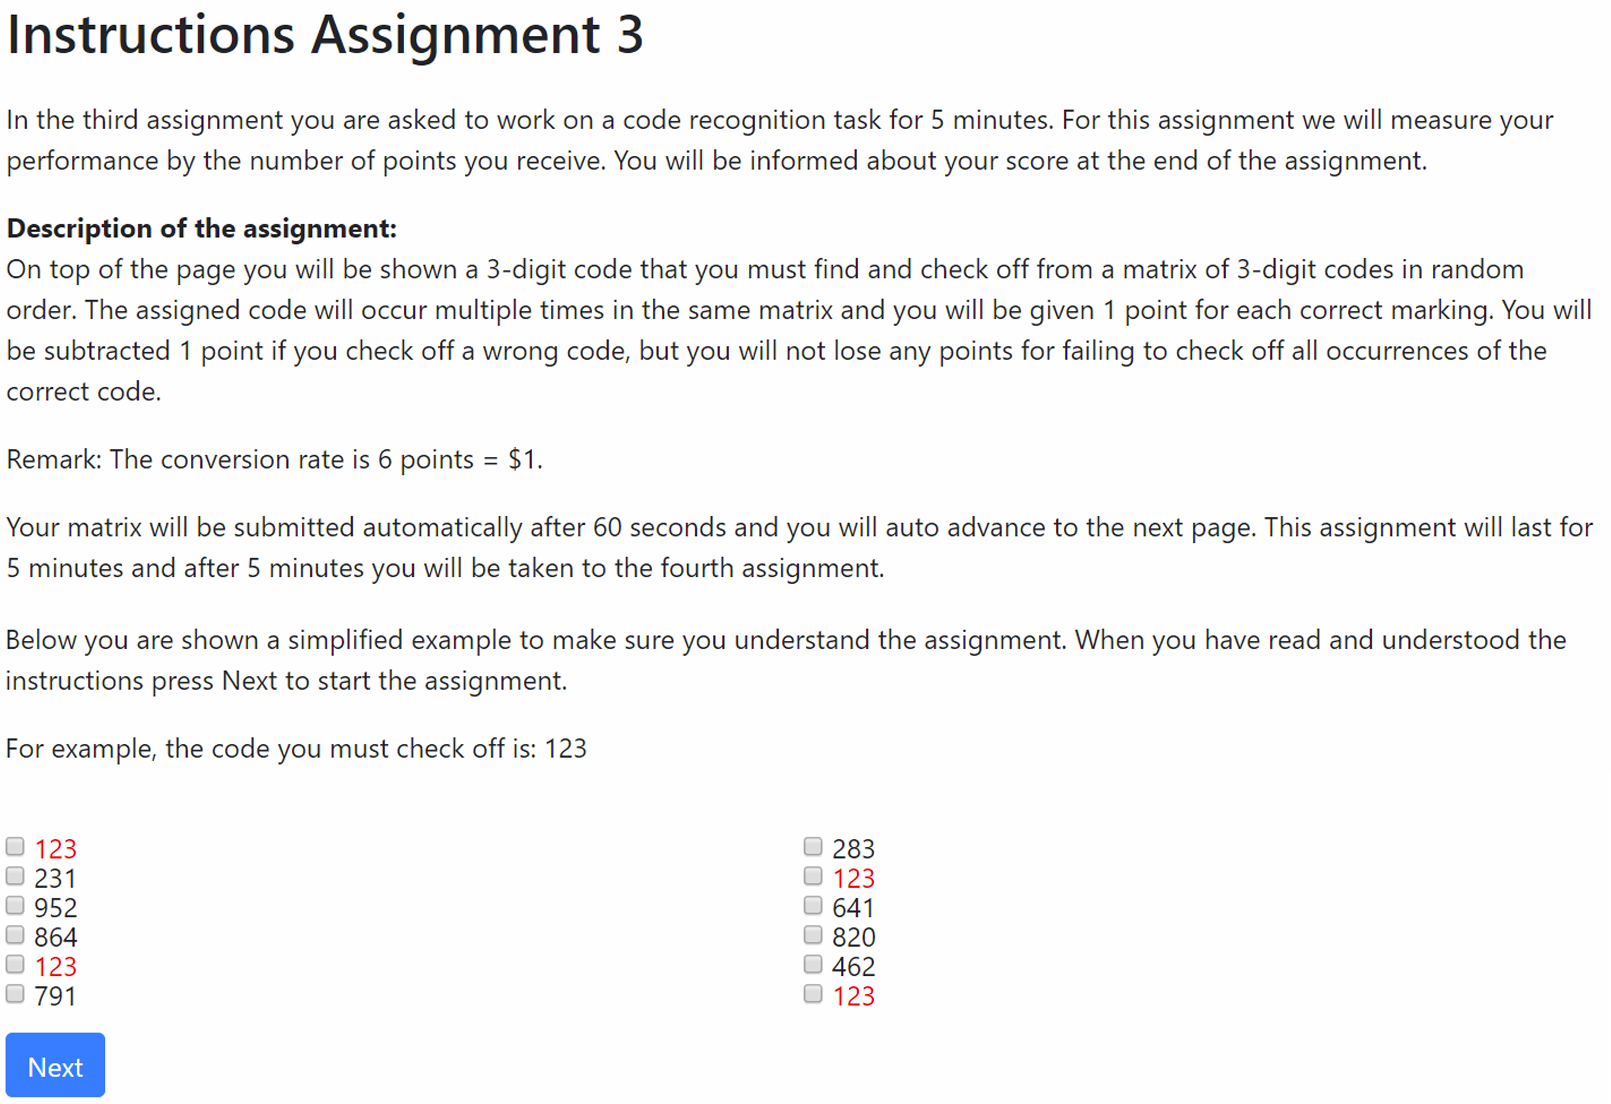 Instructions Assignment 3
In the third assignment you are asked to work on a code recognition task for 5 minutes. For this assignment we will measure your
performance by the number of points you receive. You will be informed about your score at the end of the assignment.
Description of the assignment:
On top of the page you will be shown a 3-digit code that you must find and check off from a matrix of 3-digit codes in random
order. The assigned code will occur multiple times in the same matrix and you will be given 1 point for each correct marking. You will
be subtracted 1 point if you check off a wrong code, but you will not lose any points for failing to check off all occurrences of the
correct code.
Remark: The conversion rate is 6 points = $1.
Your matrix will be submitted automatically after 60 seconds and you will auto advance to the next page. This assignment will last for
5 minutes and after 5 minutes you will be taken to the fourth assignment.
Below you are shown a simplified example to make sure you understand the assignment. When you have read and understood the
instructions press Next to start the assignment.
For example, the code you must check off is: 123
123
231
952
864
123
791
283
123
641
820
462
123
Next